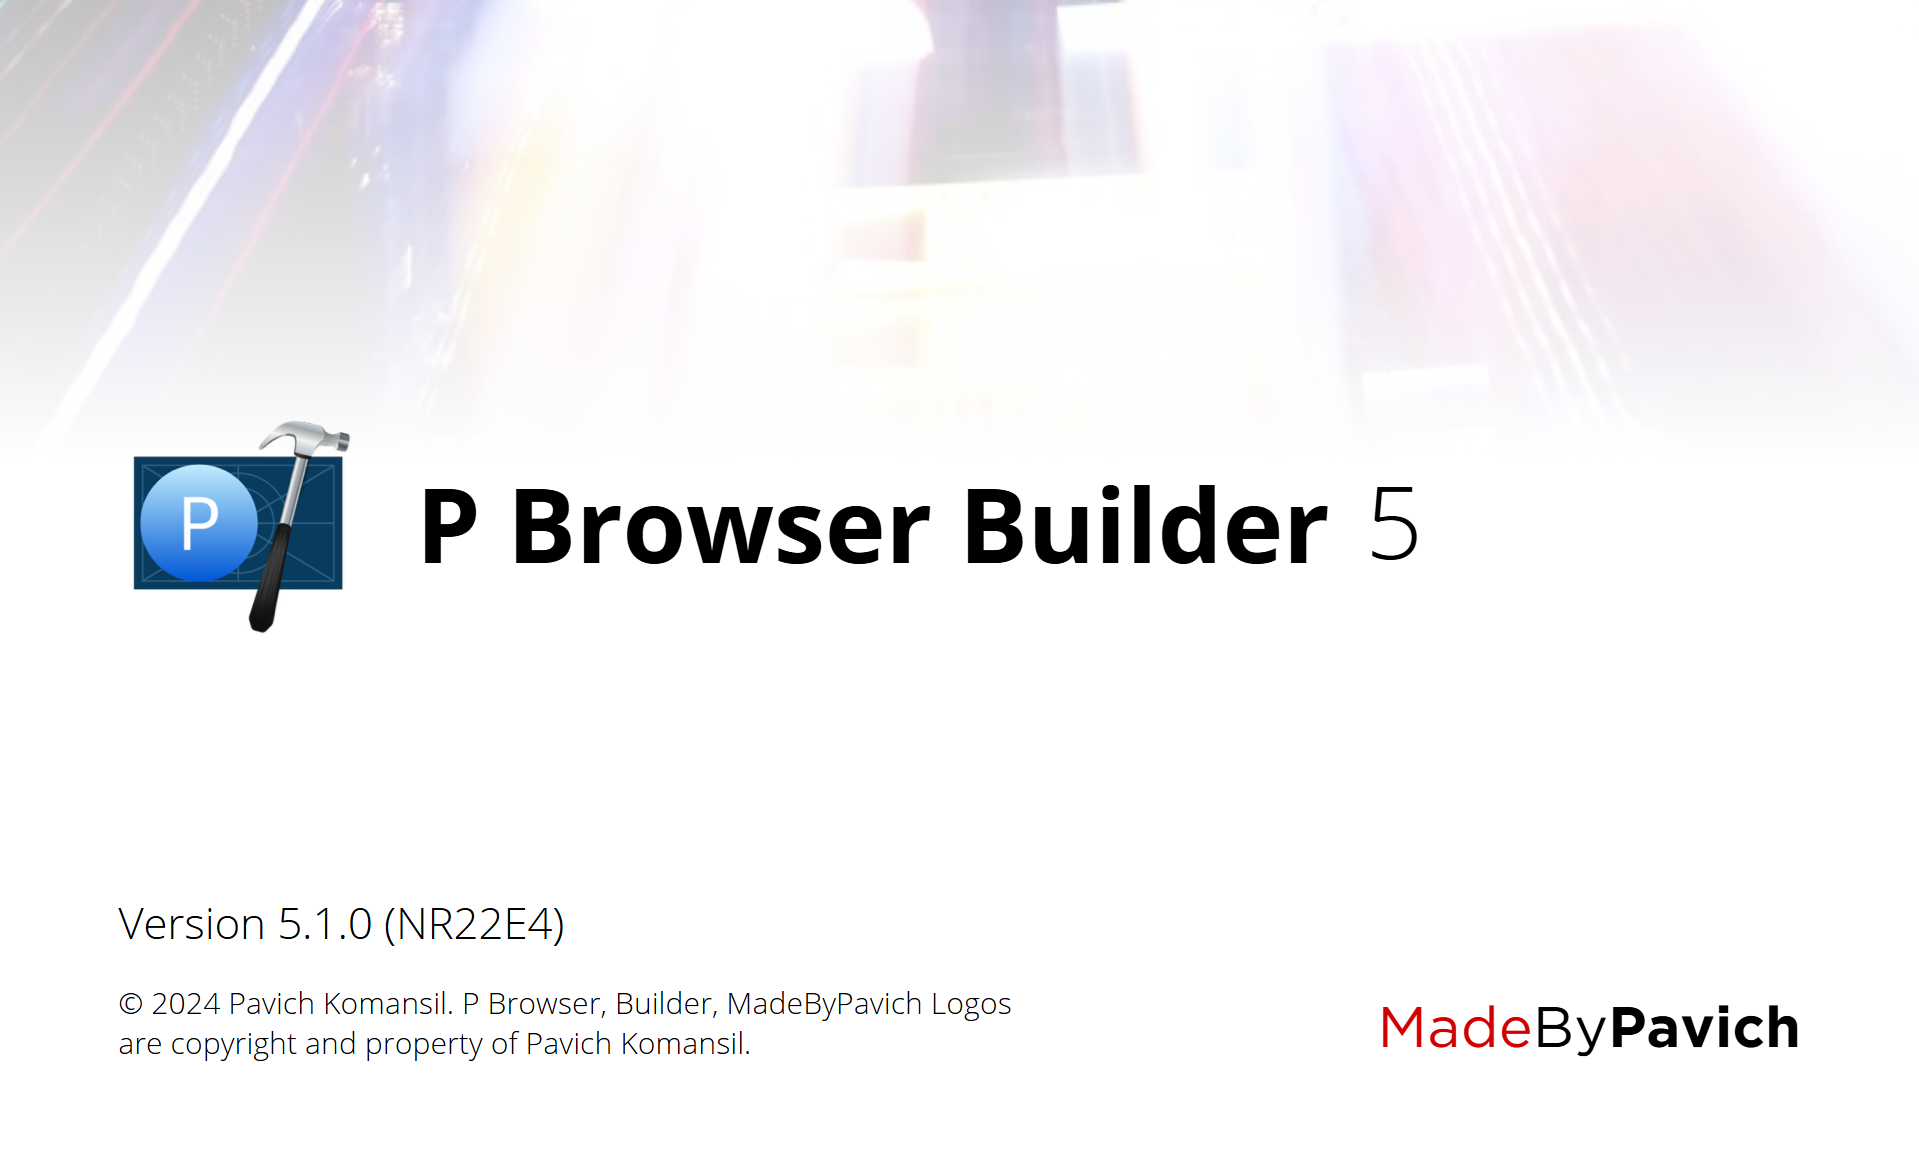 P
P Browser Builder 5
Version 5.1.0 (NR22E4)
© 2024 Pavich Komansil. P Browser, Builder, MadeByPavich Logos
are copyright and property of Pavich Komansil.
MadeByPavich